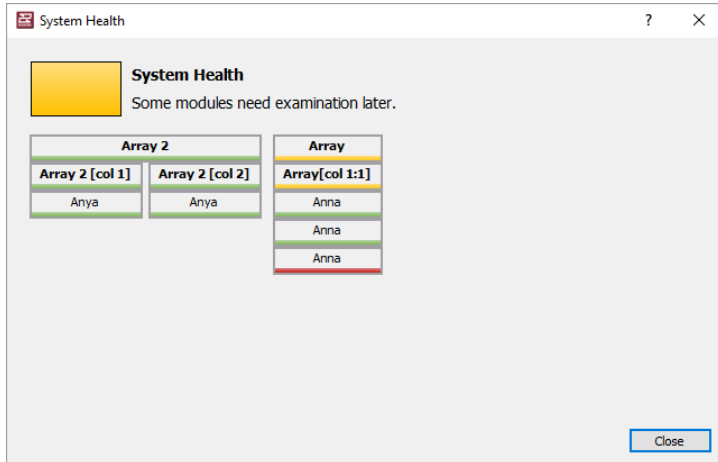 System Health
?
System Health
Some modules need examination later.
Array 2 Array
Array 2 [col 1] Array 2 [col 2] Array[col 1:1]
Anya Anya Anna
Anna
Anna
Close